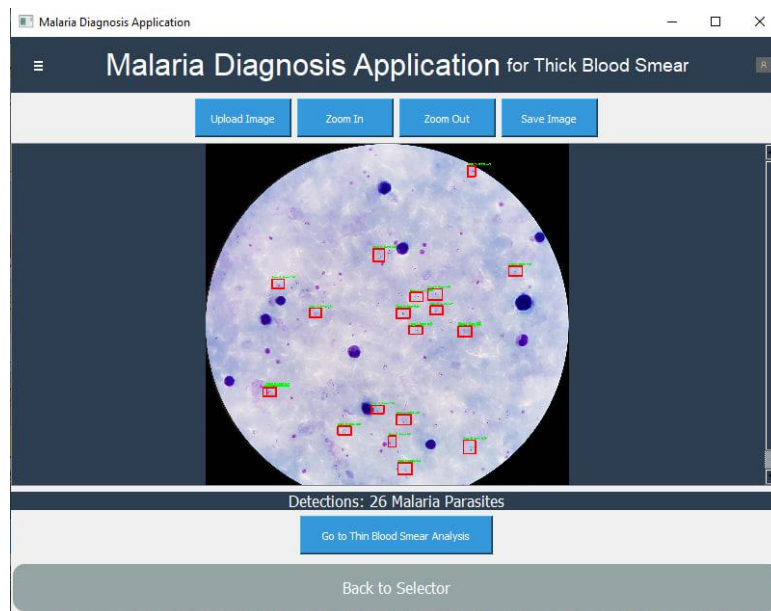 Malaria Diagnosis Application
Malaria Diagnosis Application for Thick Blood Smear
Upload Image
Zoom In
Zoom Out
Save Image
Detections: 26 Malaria Parasites
Go to Thin Blood Smear Analysis
Back to Selector